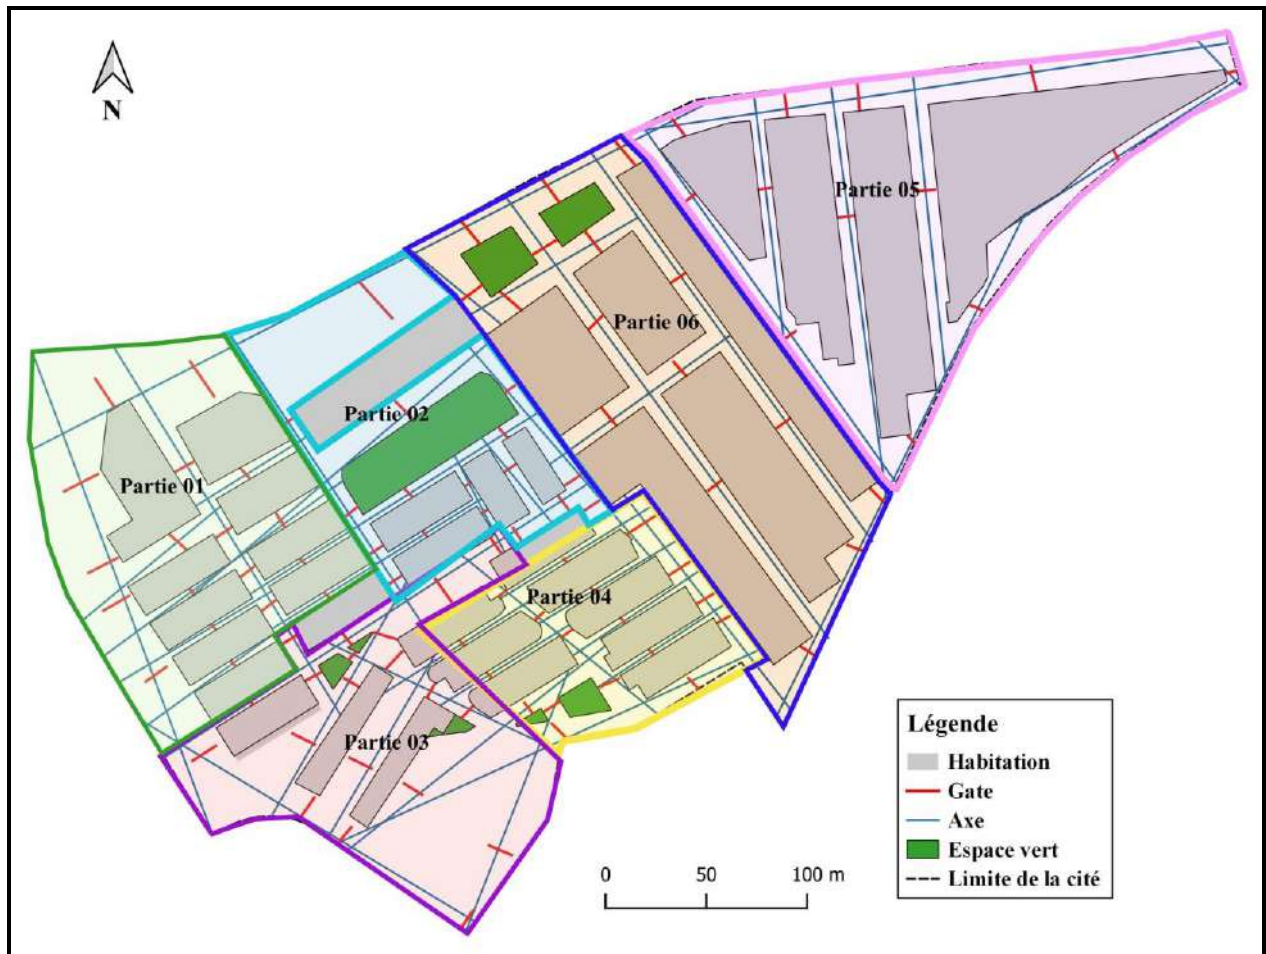 N
Partie 05
Partie 06
Partie 02
Partie 01
Partie 04
Partie 03
Légende
Habitation
Gate
Axe
Espace vert
Limite de la cité
0 50 100 m